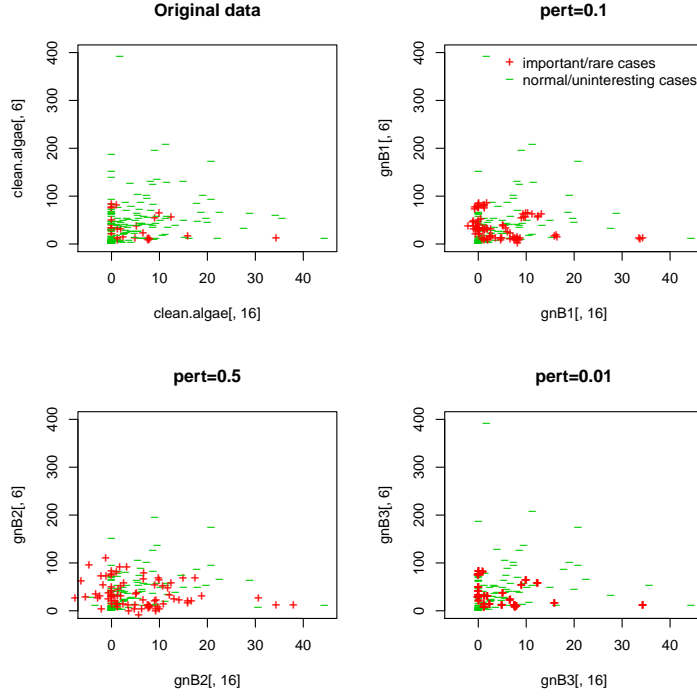 Original data
clean.algae[, 6]
400
300
200
100
0
0 10 20 30 40
clean.algae[, 16]
pert=0.1
+ important/rare cases
− normal/uninteresting cases
gnB1[, 6]
400
300
200
100
0
0 10 20 30 40
gnB1[, 16]
pert=0.5
gnB2[, 6]
400
300
200
100
0
0 10 20 30 40
gnB2[, 16]
pert=0.01
gnB3[, 6]
400
300
200
100
0
0 10 20 30 40
gnB3[, 16]